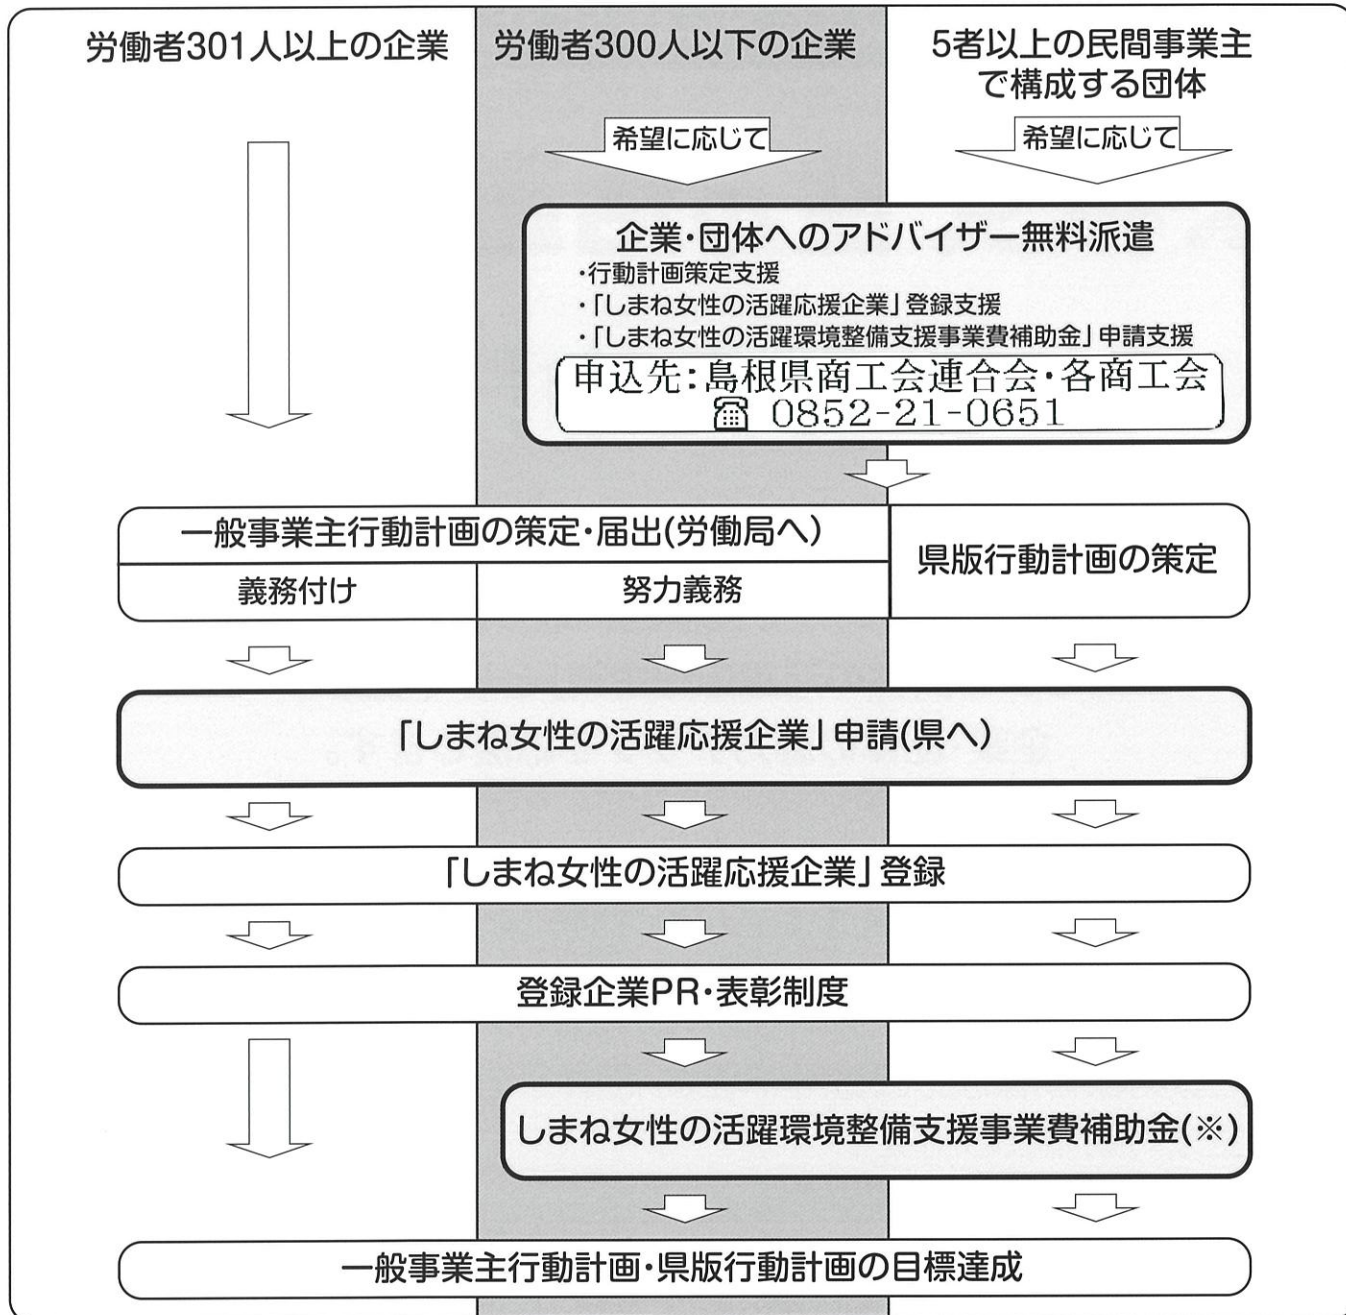 労働者301人以上の企業
労働者300人以下の企業
5者以上の民間事業主
で構成する団体
希望に応じて
希望に応じて
企業・団体へのアドバイザー無料派遣
・行動計画策定支援
・「しまね女性の活躍応援企業」登録支援
・「しまね女性の活躍環境整備支援事業費補助金」申請支援
申込先：島根県商工会連合会・各商工会
☎ 0852-21-0651
一般事業主行動計画の策定・届出(労働局へ)
義務付け
努力義務
県版行動計画の策定
「しまね女性の活躍応援企業」申請(県へ)
「しまね女性の活躍応援企業」登録
登録企業PR・表彰制度
しまね女性の活躍環境整備支援事業費補助金(※)
一般事業主行動計画・県版行動計画の目標達成